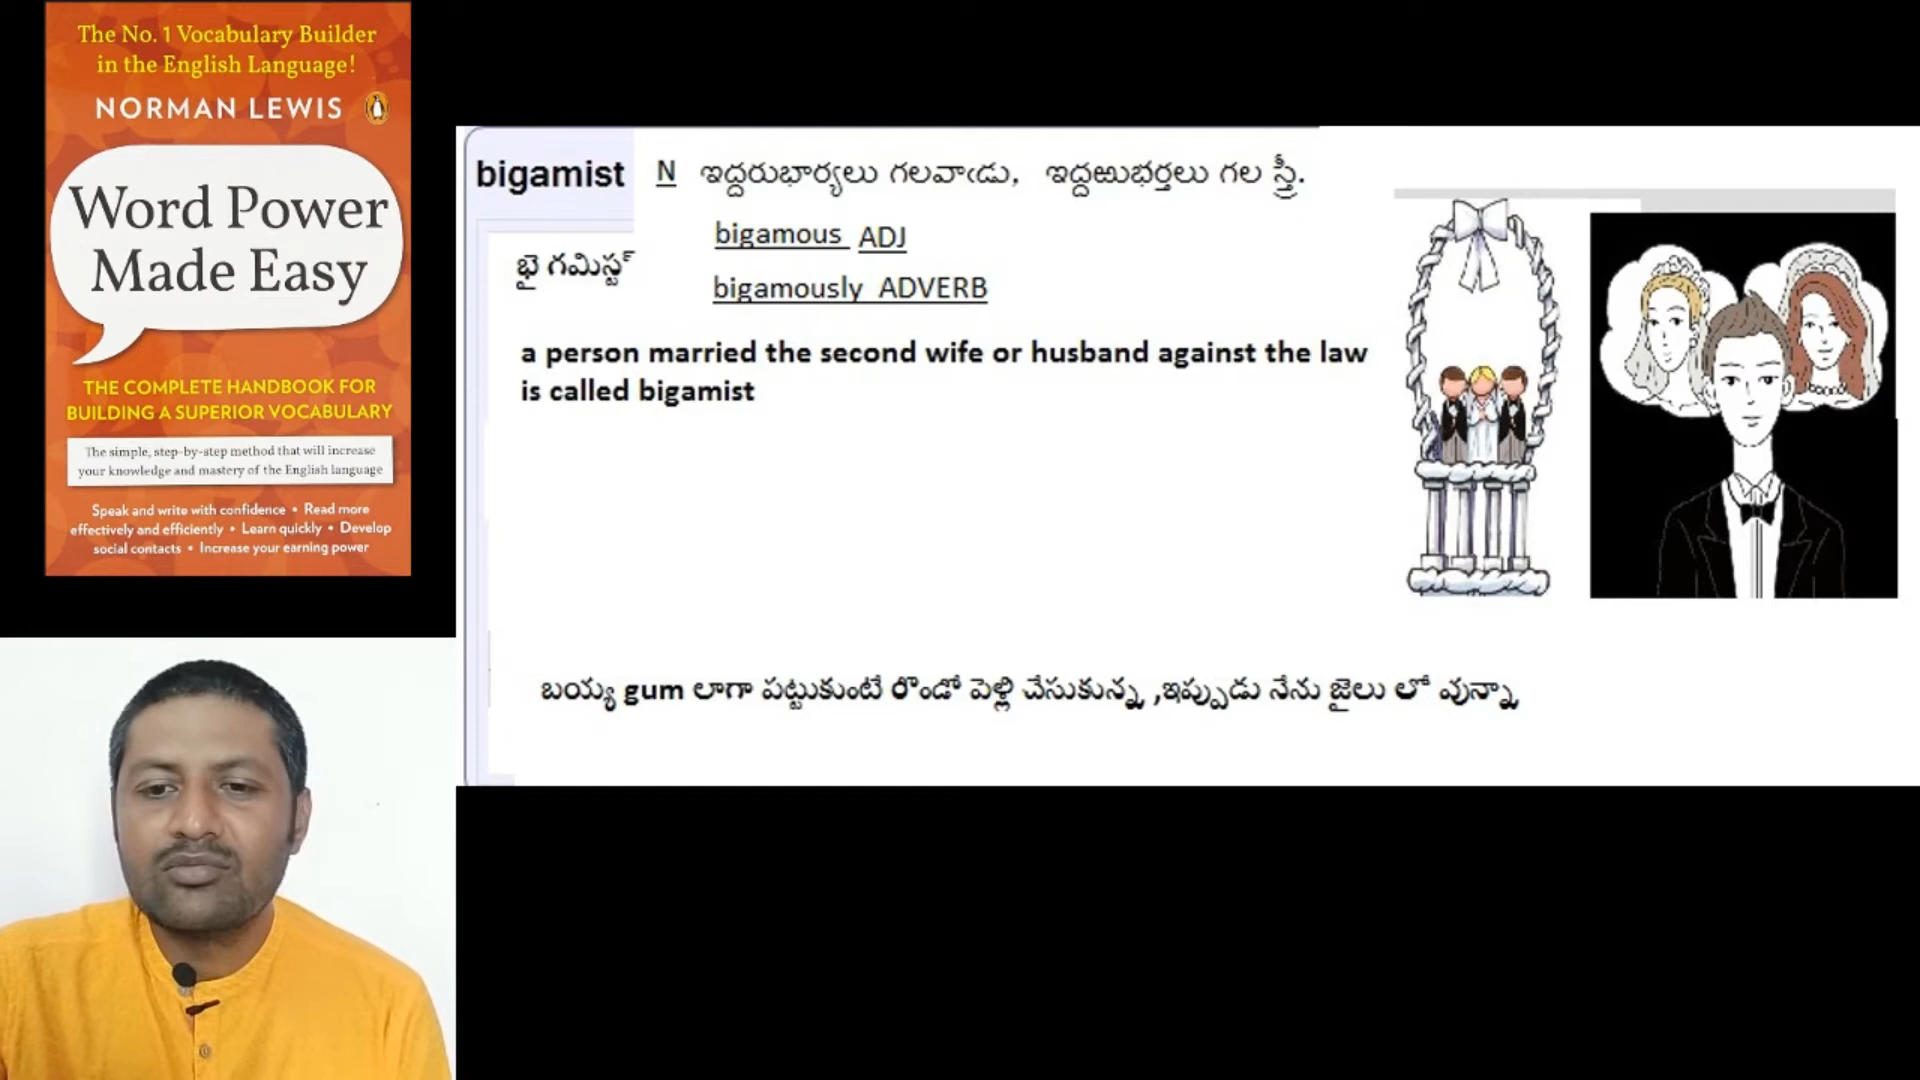 The No. 1 Vocabulary Builder
in the English Language!
NORMAN LEWIS
Word Power
Made Easy
THE COMPLETE HANDBOOK FOR
BUILDING A SUPERIOR VOCABULARY
The simple, step-by-step method that will increase
your knowledge and mastery of the English language
Speak and write with confidence • Read more
effectively and efficiently • Learn quickly • Develop
social contacts • Increase your earning power
bigamist N ఇద్దరుభార్యలు గలవాఁడు, ఇద్దఱుభర్తలు గల స్త్రీ.
bigamous ADJ
బై గమిస్ట్
bigamously ADVERB
a person married the second wife or husband against the law
is called bigamist
బయ్య gum లాగా పట్టుకుంటే రొండో పెళ్లి చేసుకున్న ,ఇప్పుడు నేను జైలు లో వున్నా